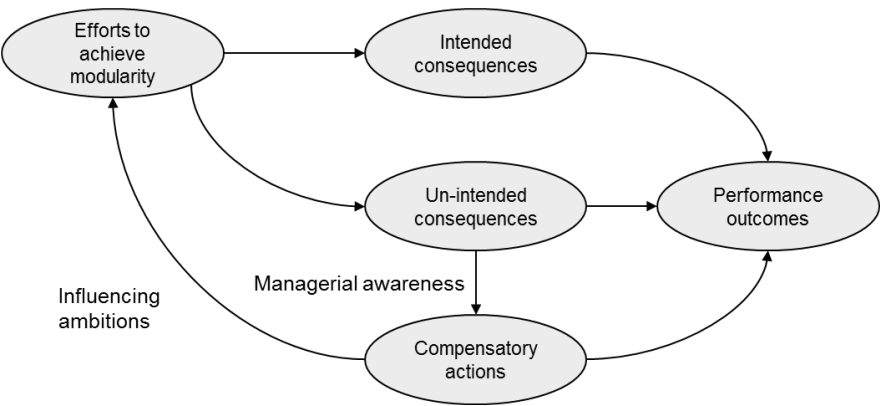 Efforts to
achieve
modularity
Intended
consequences
Un-intended
consequences
Performance
outcomes
Managerial awareness
Influencing
ambitions
Compensatory
actions